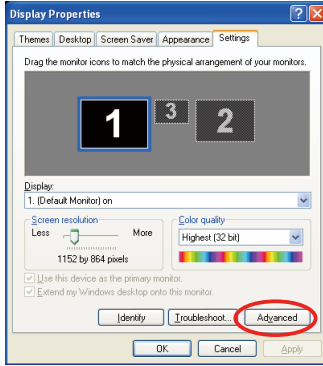 Display Properties
Themes Desktop Screen Saver Appearance Settings
Drag the monitor icons to match the physical arrangement of your monitors.
1 3 2
Display:
1. (Default Monitor) on
Screen resolution
Less More
1152 by 864 pixels
Color quality
Highest (32 bit)
Use this device as the primary monitor.
Extend my Windows desktop onto this monitor.
Identify Troubleshoot... Advanced
OK Cancel Apply